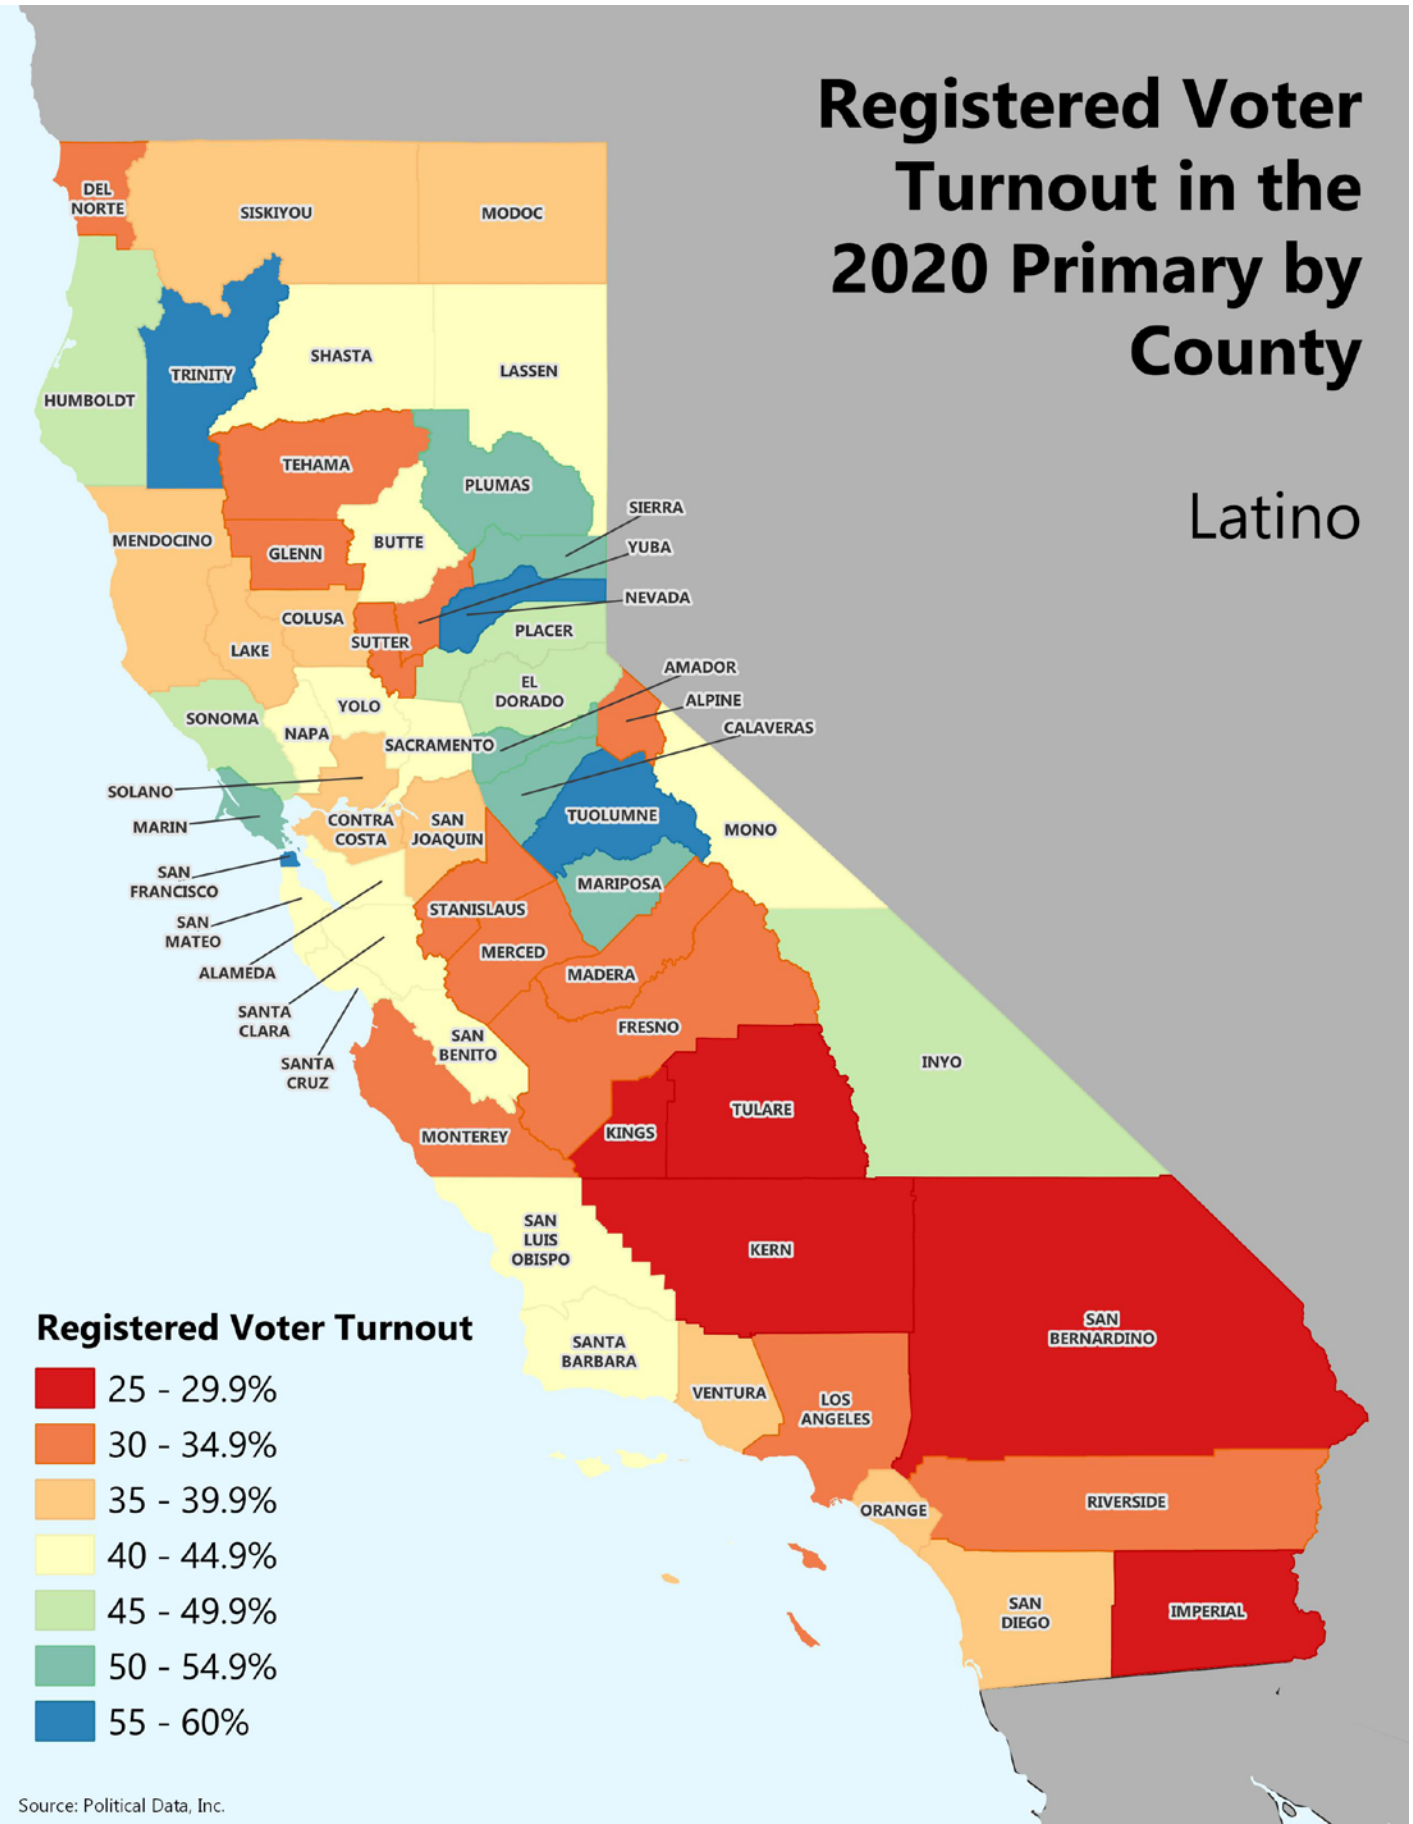 Registered Voter
Turnout in the
2020 Primary by
County
Latino
DEL
NORTE
SISKIYOU
MODOC
SHASTA
LASSEN
TRINITY
HUMBOLDT
TEHAMA
PLUMAS
SIERRA
MENDOCINO
BUTTE
GLENN
YUBA
NEVADA
COLUSA
PLACER
SUTTER
LAKE
AMADOR
EL
DORADO
ALPINE
YOLO
SONOMA
CALAVERAS
NAPA
SACRAMENTO
SOLANO
MARIN
CONTRA
COSTA
SAN
JOAQUIN
TUOLUMNE
MONO
SAN
FRANCISCO
MARIPOSA
STANISLAUS
SAN
MATEO
MERCED
ALAMEDA
MADERA
SANTA
CLARA
FRESNO
SAN
BENITO
INYO
SANTA
CRUZ
TULARE
KINGS
MONTEREY
SAN
LUIS
OBISPO
KERN
SAN
BERNARDINO
SANTA
BARBARA
VENTURA
LOS
ANGELES
ORANGE
RIVERSIDE
SAN
DIEGO
IMPERIAL
Registered Voter Turnout
25 - 29.9%
30 - 34.9%
35 - 39.9%
40 - 44.9%
45 - 49.9%
50 - 54.9%
55 - 60%
Source: Political Data, Inc.